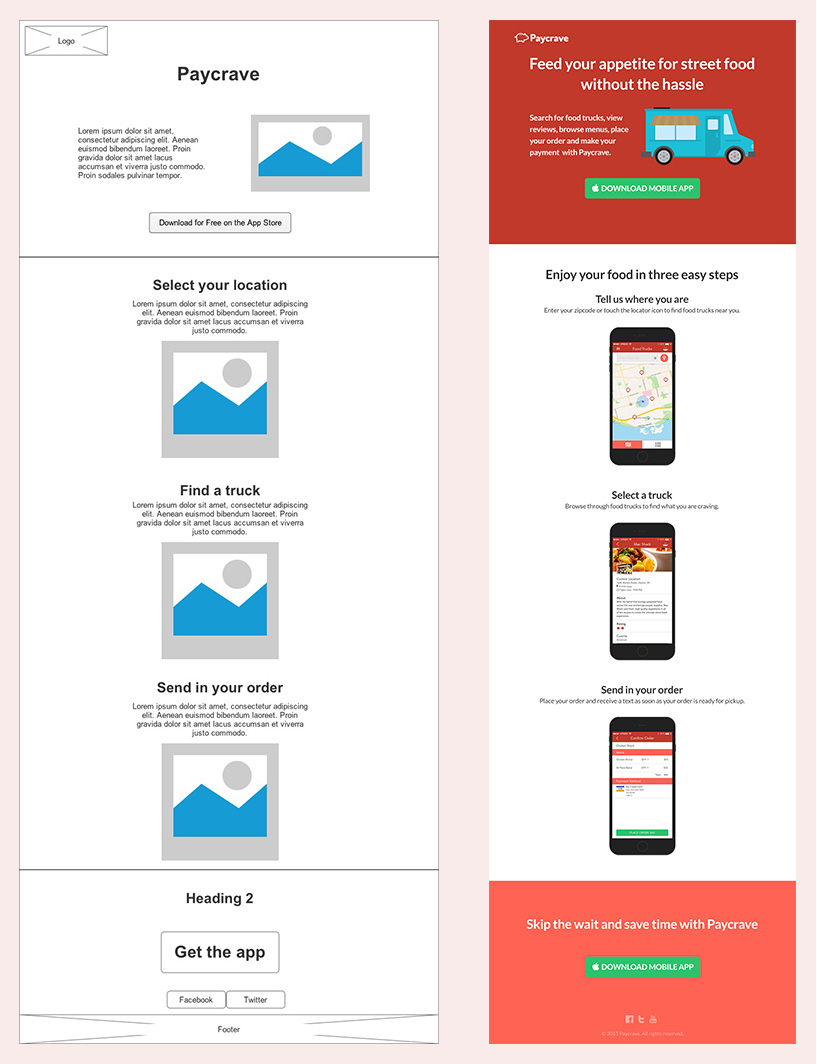 Logo
Paycrave
Lorem ipsum dolor sit amet,
consectetur adipiscing elit. Aenean
euismod bibendum laoreet. Proin
gravida dolor sit amet lacus
accumsan et viverra justo commodo.
Proin sodales pulvinar tempor.
Download for Free on the App Store
Select your location
Lorem ipsum dolor sit amet, consectetur adipiscing
elit. Aenean euismod bibendum laoreet. Proin
gravida dolor sit amet lacus accumsan et viverra
justo commodo.
Find a truck
Lorem ipsum dolor sit amet, consectetur adipiscing
elit. Aenean euismod bibendum laoreet. Proin
gravida dolor sit amet lacus accumsan et viverra
justo commodo.
Send in your order
Lorem ipsum dolor sit amet, consectetur adipiscing
elit. Aenean euismod bibendum laoreet. Proin
gravida dolor sit amet lacus accumsan et viverra
justo commodo.
Heading 2
Get the app
Facebook
Twitter
Footer
Paycrave
Feed your appetite for street food
without the hassle
Search for food trucks, view
reviews, browse menus, place
your order and make your
payment with Paycrave.
DOWNLOAD MOBILE APP
Enjoy your food in three easy steps
Tell us where you are
Enter your zipcode or touch the locator icon to find food trucks near you.
Food Trucks
Select a truck
Browse through food trucks to find what you are craving.
Mac Shack
Current Location
About
Rating
Send in your order
Place your order and receive a text as soon as your order is ready for pickup.
Confirm Order
Skip the wait and save time with Paycrave
DOWNLOAD MOBILE APP
© 2015 Paycrave. All rights reserved.